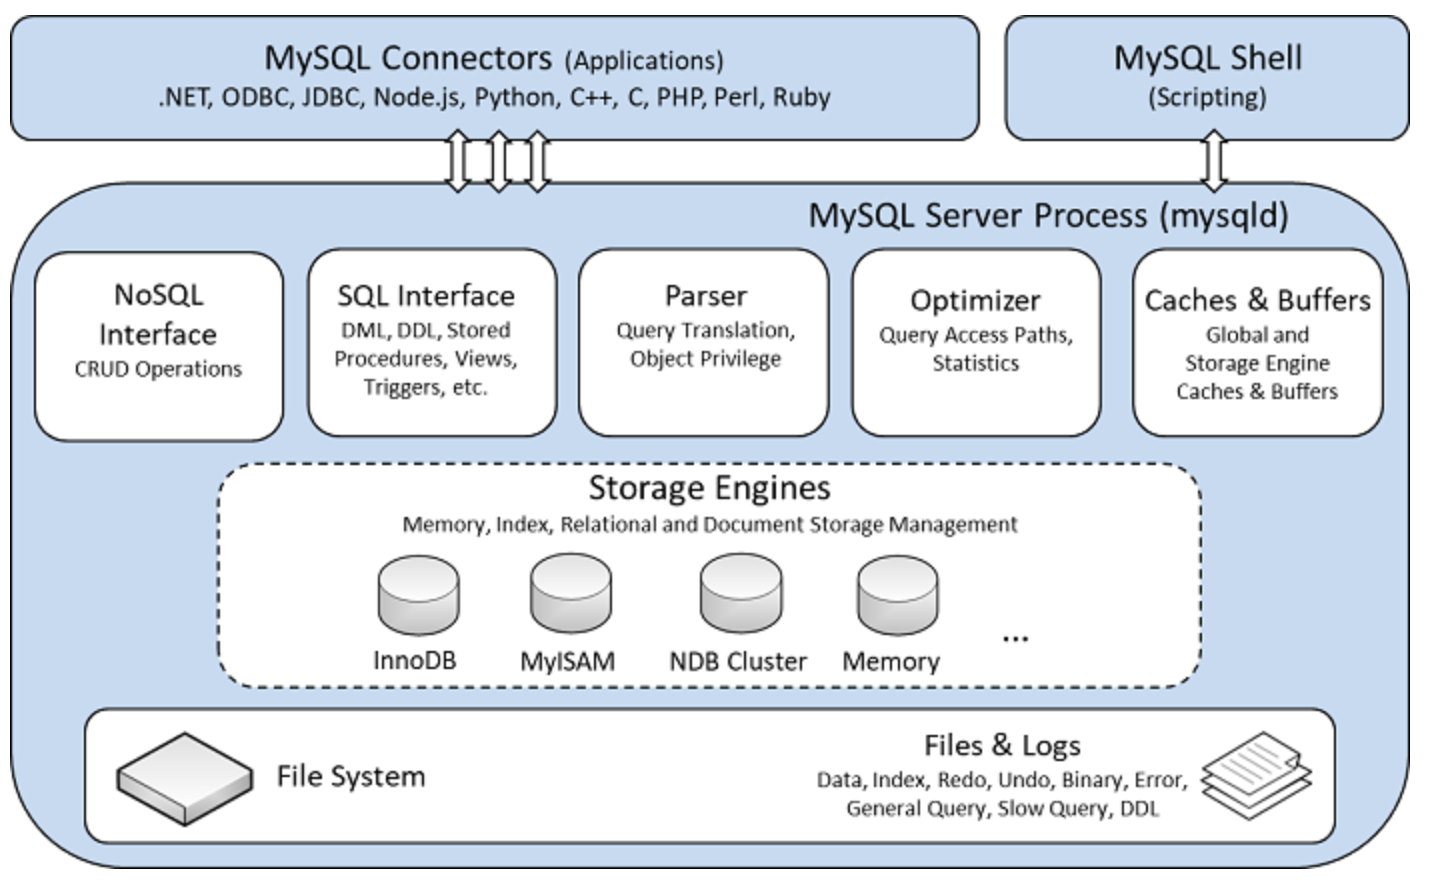 MySQL Connectors (Applications)
.NET, ODBC, JDBC, Node.js, Python, C++, C, PHP, Perl, Ruby
MySQL Shell
(Scripting)
MySQL Server Process (mysqld)
NoSQL
Interface
CRUD Operations
SQL Interface
DML, DDL, Stored
Procedures, Views,
Triggers, etc.
Parser
Query Translation,
Object Privilege
Optimizer
Query Access Paths,
Statistics
Caches & Buffers
Global and
Storage Engine
Caches & Buffers
Storage Engines
Memory, Index, Relational and Document Storage Management
InnoDB
MyISAM
NDB Cluster
Memory
...
File System
Files & Logs
Data, Index, Redo, Undo, Binary, Error,
General Query, Slow Query, DDL